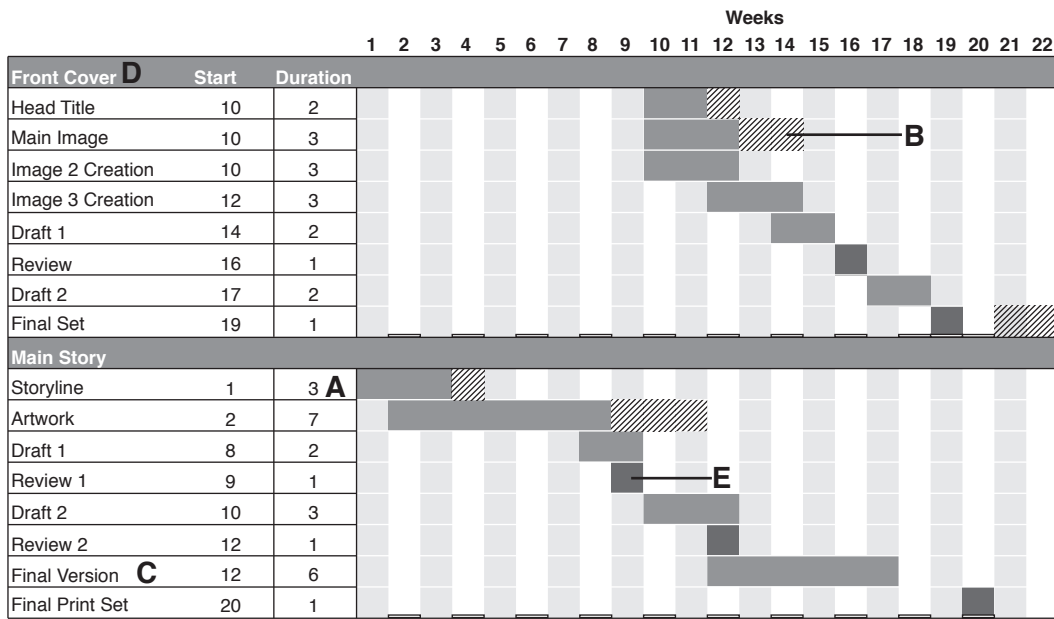 Weeks
1 2 3 4 5 6 7 8 9 10 11 12 13 14 15 16 17 18 19 20 21 22
Front Cover D Start Duration
Head Title 10 2
Main Image 10 3 B
Image 2 Creation 10 3
Image 3 Creation 12 3
Draft 1 14 2
Review 16 1
Draft 2 17 2
Final Set 19 1
Main Story
Storyline 1 3 A
Artwork 2 7
Draft 1 8 2
Review 1 9 1 E
Draft 2 10 3
Review 2 12 1
Final Version C 12 6
Final Print Set 20 1